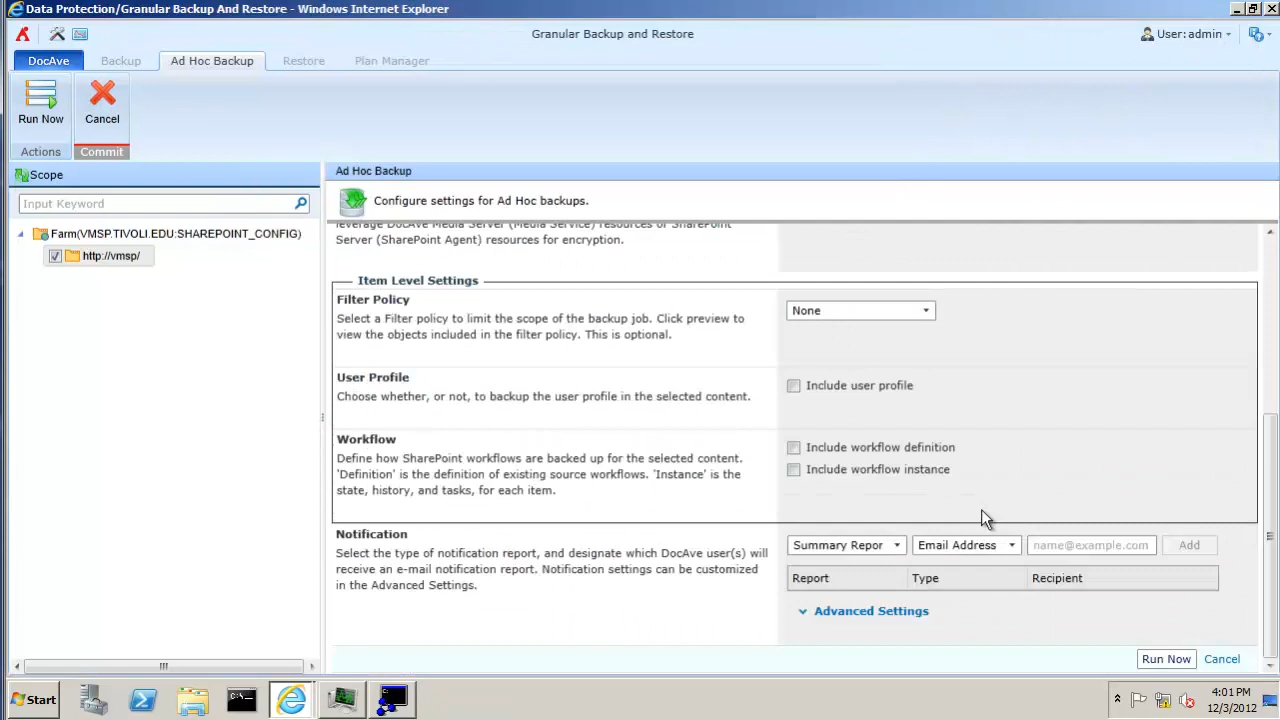 Data Protection/Granular Backup And Restore - Windows Internet Explorer
Granular Backup and Restore
User: admin
DocAve Backup Ad Hoc Backup Restore Plan Manager
Run Now Cancel
Actions Commit
Scope
Input Keyword
Farm(VMSP.TIVOLI.EDU:SHAREPOINT_CONFIG)
http://vmsp/
Ad Hoc Backup
Configure settings for Ad Hoc backups.
leverage DocAve Media Server (Media Service) resources or SharePoint
Server (SharePoint Agent) resources for encryption.
Item Level Settings
Filter Policy
Select a Filter policy to limit the scope of the backup job. Click preview to
view the objects included in the filter policy. This is optional.
None
User Profile
Choose whether, or not, to backup the user profile in the selected content.
Include user profile
Workflow
Define how SharePoint workflows are backed up for the selected content.
'Definition' is the definition of existing source workflows. 'Instance' is the
state, history, and tasks, for each item.
Include workflow definition
Include workflow instance
Notification
Select the type of notification report, and designate which DocAve user(s) will
receive an e-mail notification report. Notification settings can be customized
in the Advanced Settings.
Summary Repor Email Address name@example.com Add
Report Type Recipient
Advanced Settings
Run Now Cancel
Start
4:01 PM
12/3/2012